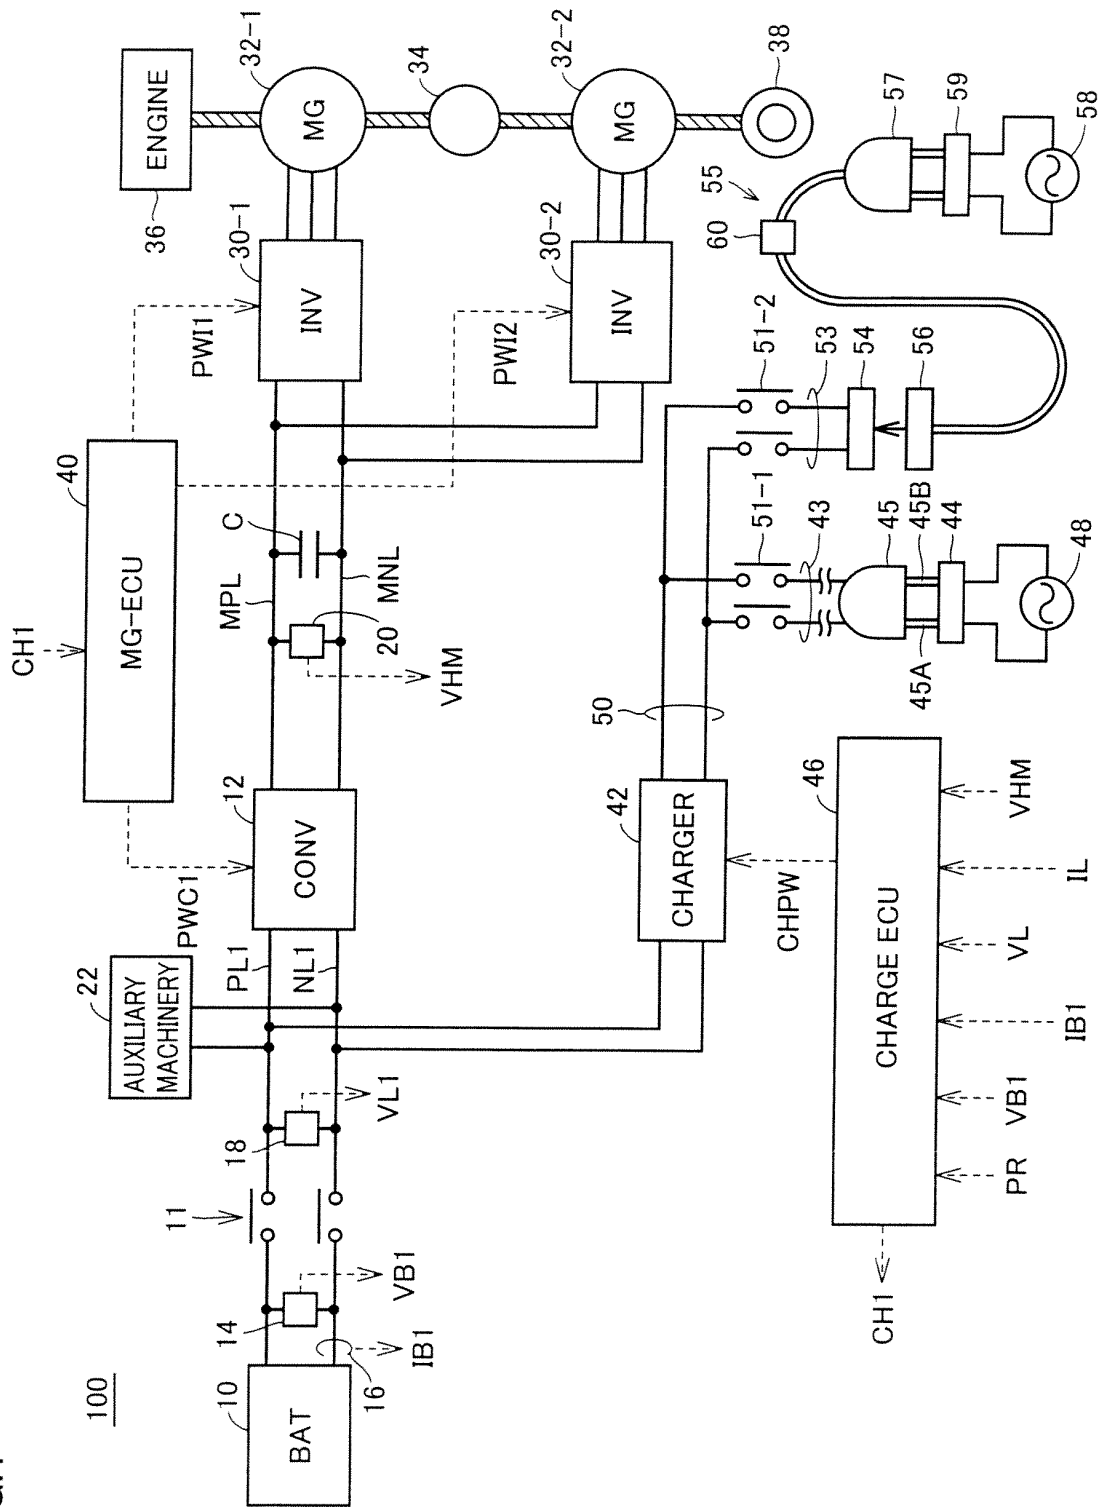 100
10
BAT
16
IB1
14
VB1
11
18
VL1
22
AUXILIARY
MACHINERY
PL1
NL1
PWC1
12
CONV
CH1
40
MG-ECU
MPL
MNL
C
20
VHM
PWI1
PWI2
30-1
INV
30-2
INV
36
ENGINE
32-1
MG
34
32-2
MG
38
42
CHARGER
CHPW
50
51-1
43
45
45A
45B
44
48
51-2
53
54
56
55
60
57
59
58
46
CHARGE ECU
CH1
PR
VB1
IB1
VL
IL
VHM